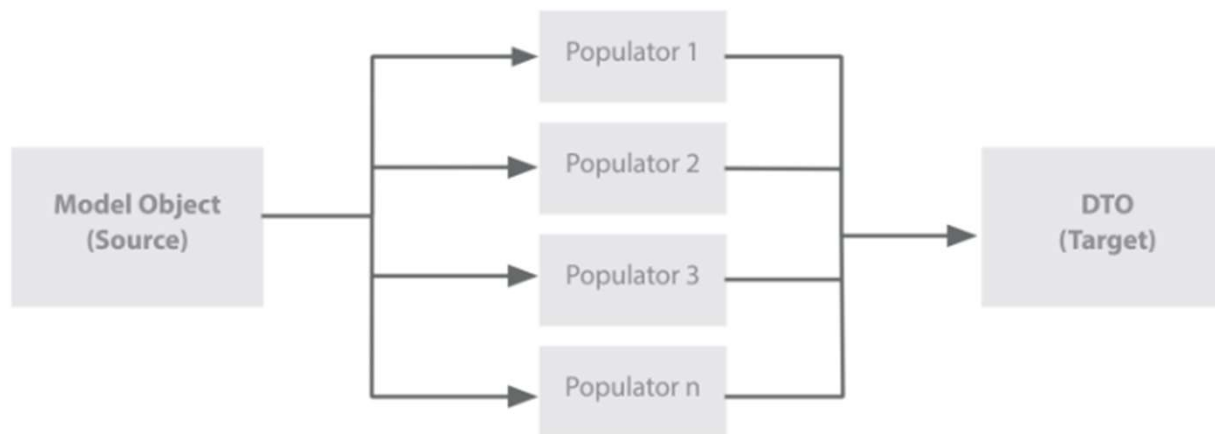 Model Object
(Source)
Populator 1
Populator 2
Populator 3
Populator n
DTO
(Target)